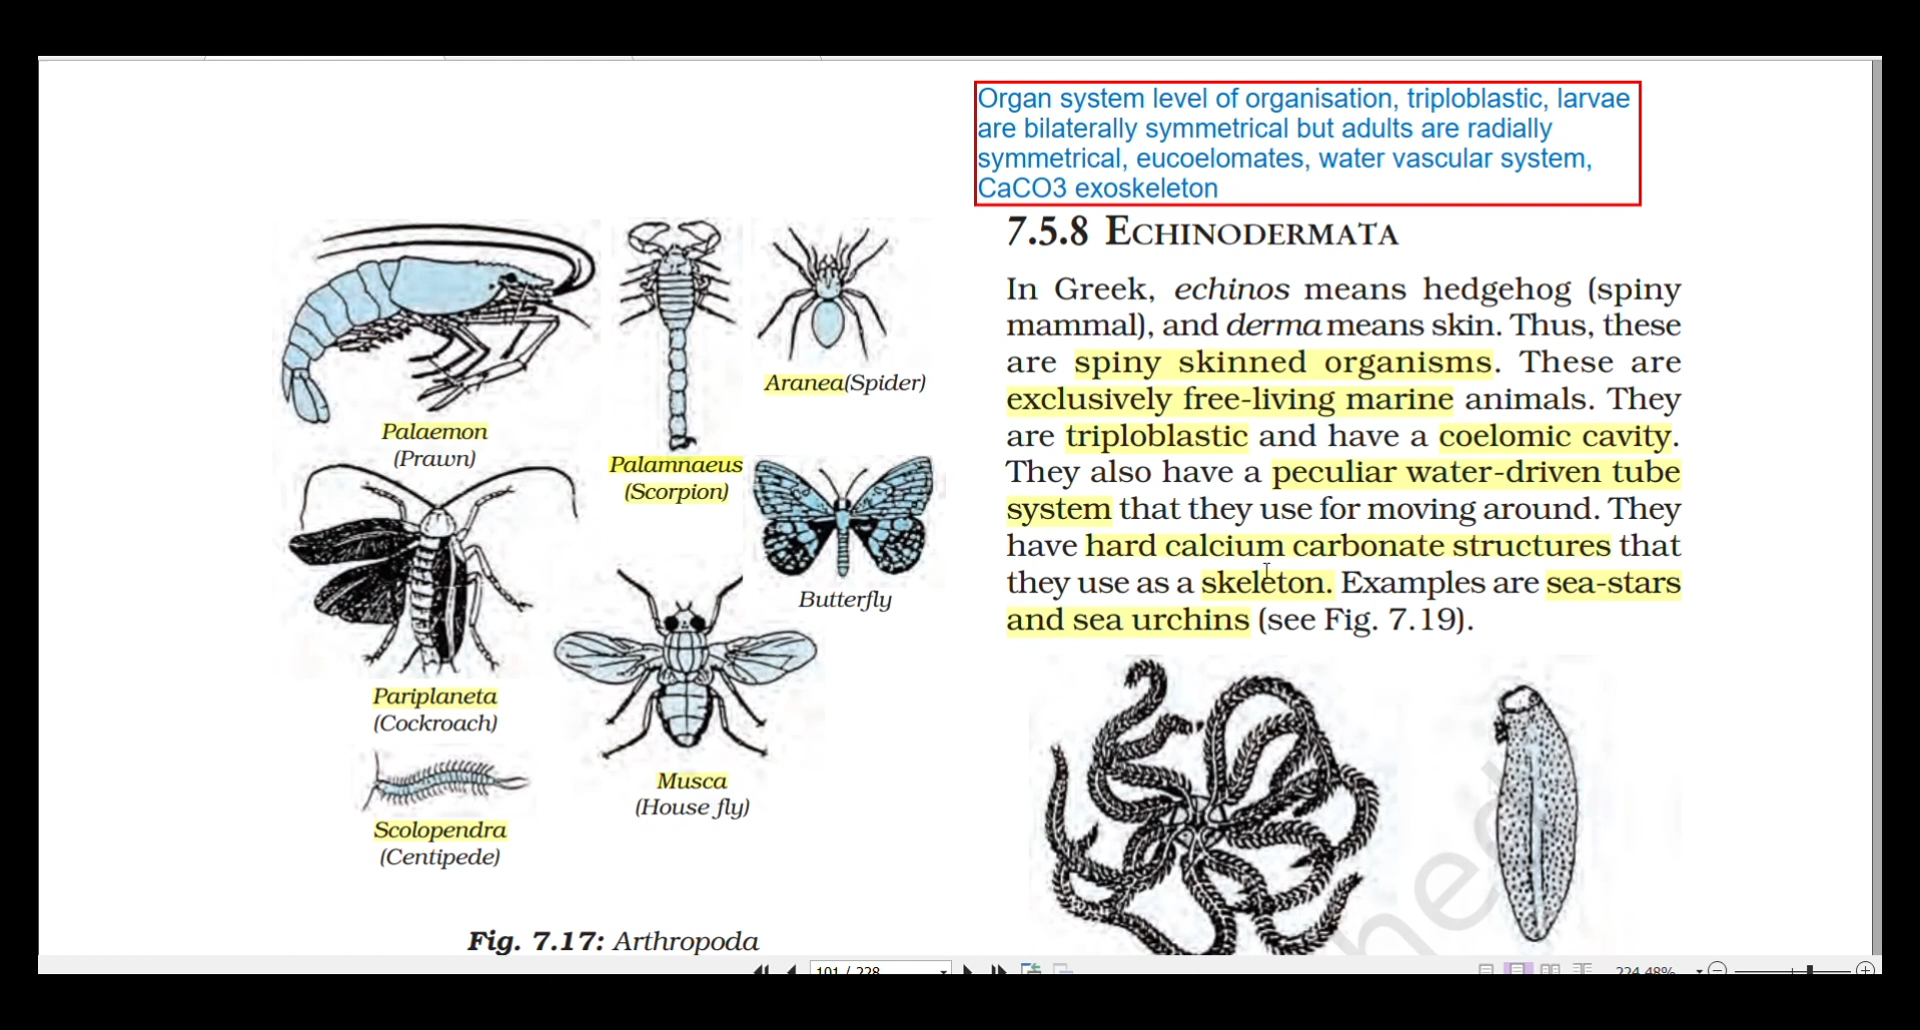 Organ system level of organisation, triploblastic, larvae
are bilaterally symmetrical but adults are radially
symmetrical, eucoelomates, water vascular system,
CaCO3 exoskeleton
7.5.8 ECHINODERMATA
In Greek, echinos means hedgehog (spiny
mammal), and derma means skin. Thus, these
are spiny skinned organisms. These are
exclusively free-living marine animals. They
are triploblastic and have a coelomic cavity.
They also have a peculiar water-driven tube
system that they use for moving around. They
have hard calcium carbonate structures that
they use as a skeleton. Examples are sea-stars
and sea urchins (see Fig. 7.19).
Palaemon
(Prawn)
Palamnaeus
(Scorpion)
Aranea(Spider)
Butterfly
Pariplaneta
(Cockroach)
Musca
(House fly)
Scolopendra
(Centipede)
Fig. 7.17: Arthropoda
hed
101 / 228
224.48%